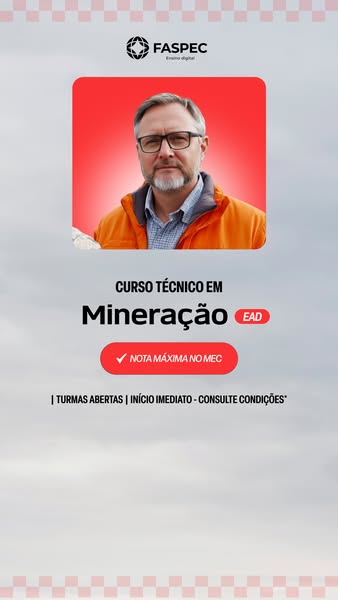 FASPEC
Ensino digital
CURSO TÉCNICO EM
Mineração EAD
NOTA MÁXIMA NO MEC
| TURMAS ABERTAS | INÍCIO IMEDIATO - CONSULTE CONDIÇÕES*